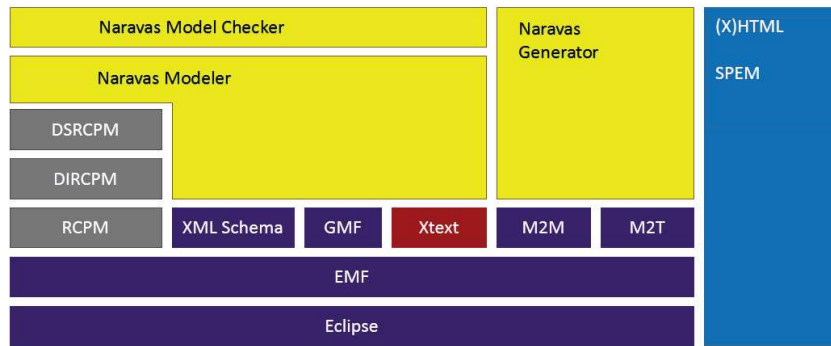 Naravas Model Checker
Naravas
Generator
(X)HTML
SPEM
Naravas Modeler
DSRCPM
DIRCPM
RCPM
XML Schema
GMF
Xtext
M2M
M2T
EMF
Eclipse